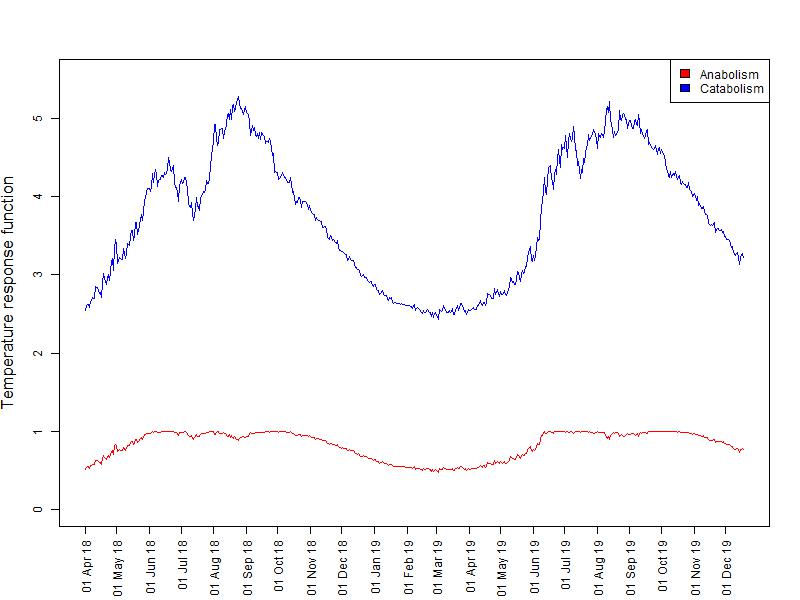 Anabolism
Catabolism
Temperature response function
5
4
3
2
1
0
01 Apr 18
01 May 18
01 Jun 18
01 Jul 18
01 Aug 18
01 Sep 18
01 Oct 18
01 Nov 18
01 Dec 18
01 Jan 19
01 Feb 19
01 Mar 19
01 Apr 19
01 May 19
01 Jun 19
01 Jul 19
01 Aug 19
01 Sep 19
01 Oct 19
01 Nov 19
01 Dec 19